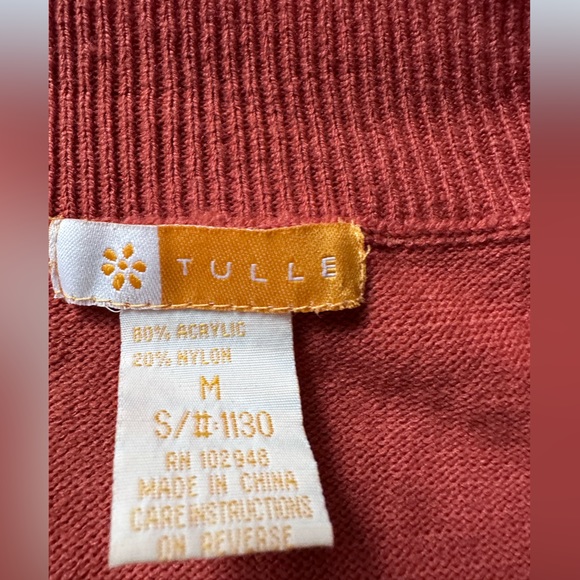 TULLE
80% ACRYLIC
20% NYLON
M
S/#:1130
RN 102948
MADE IN CHINA
CARE INSTRUCTIONS
ON REVERSE